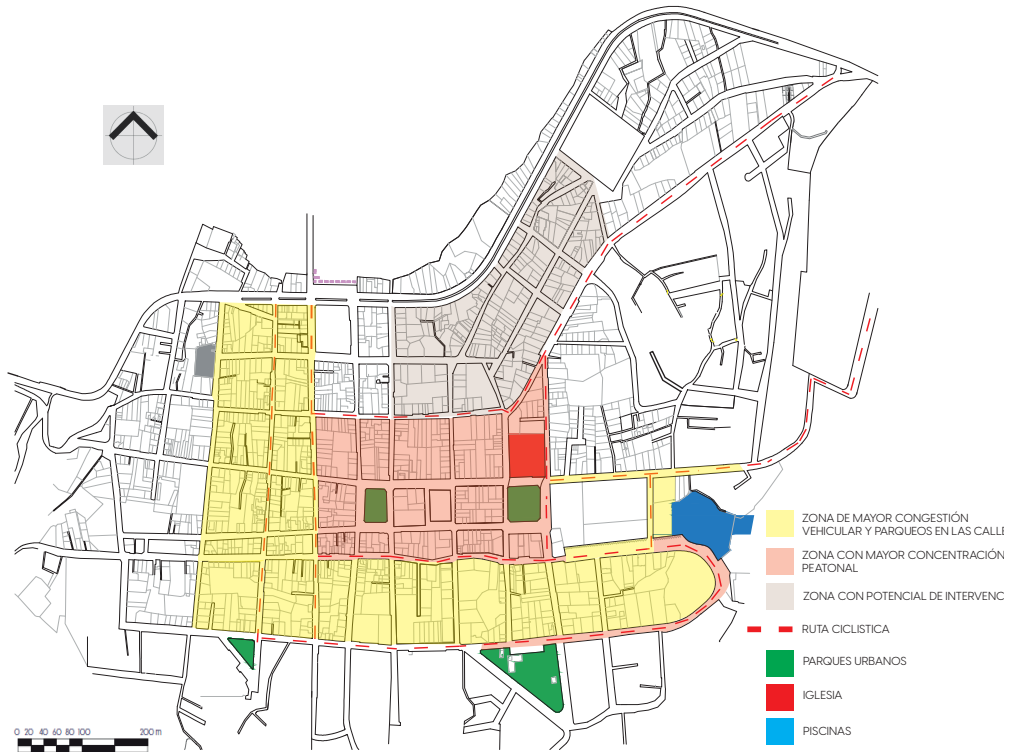 ZONA DE MAYOR CONGESTIÓN
VEHICULAR Y PARQUEOS EN LAS CALLE
ZONA CON MAYOR CONCENTRACIÓN
PEATONAL
ZONA CON POTENCIAL DE INTERVENC
RUTA CICLISTICA
PARQUES URBANOS
IGLESIA
PISCINAS
0 20 40 60 80 100 200 m